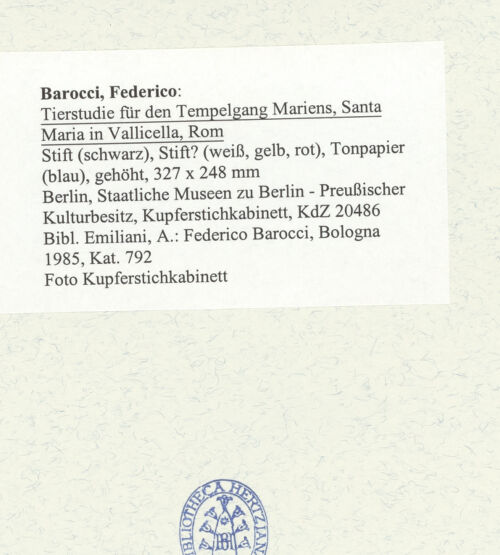 Barocci, Federico:
Tierstudie für den Tempelgang Mariens, Santa
Maria in Vallicella, Rom
Stift (schwarz), Stift? (weiß, gelb, rot), Tonpapier
(blau), gehöht, 327 x 248 mm
Berlin, Staatliche Museen zu Berlin - Preußischer
Kulturbesitz, Kupferstichkabinett, KdZ 20486
Bibl. Emiliani, A.: Federico Barocci, Bologna
1985, Kat. 792
Foto Kupferstichkabinett
BIBLIOTHECA HERTZIAN